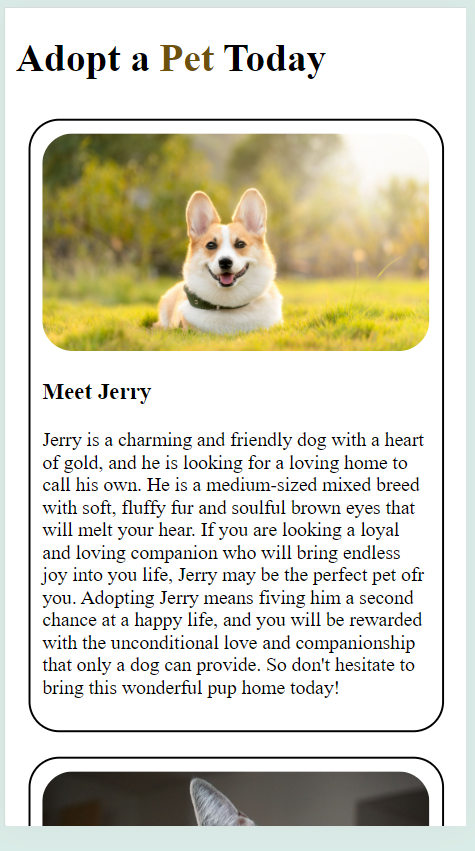 Adopt a Pet Today
Meet Jerry
Jerry is a charming and friendly dog with a heart
of gold, and he is looking for a loving home to
call his own. He is a medium-sized mixed breed
with soft, fluffy fur and soulful brown eyes that
will melt your hear. If you are looking a loyal
and loving companion who will bring endless
joy into you life, Jerry may be the perfect pet ofr
you. Adopting Jerry means fiving him a second
chance at a happy life, and you will be rewarded
with the unconditional love and companionship
that only a dog can provide. So don't hesitate to
bring this wonderful pup home today!